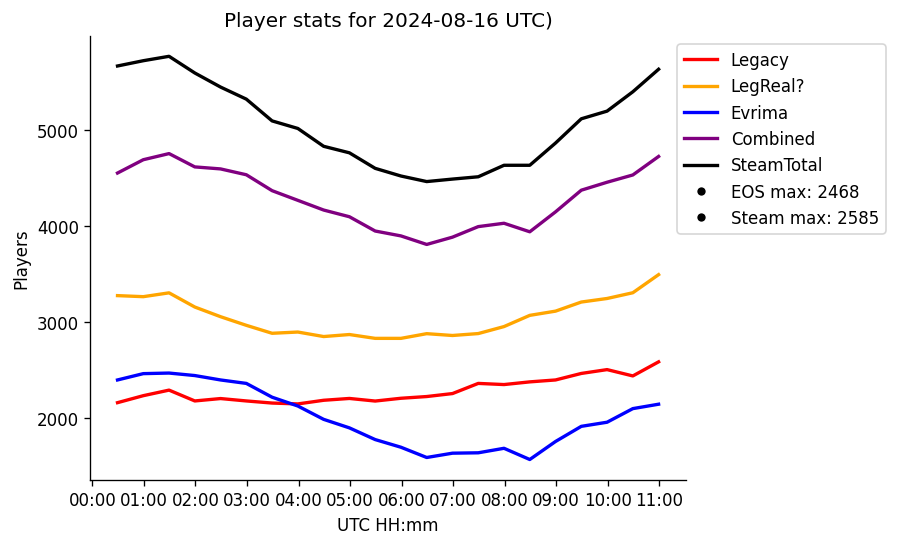 Player stats for 2024-08-16 UTC)
Legacy
LegReal?
Evrima
Combined
SteamTotal
EOS max: 2468
Steam max: 2585
Players
5000
4000
3000
2000
00:00 01:00 02:00 03:00 04:00 05:00 06:00 07:00 08:00 09:00 10:00 11:00
UTC HH:mm